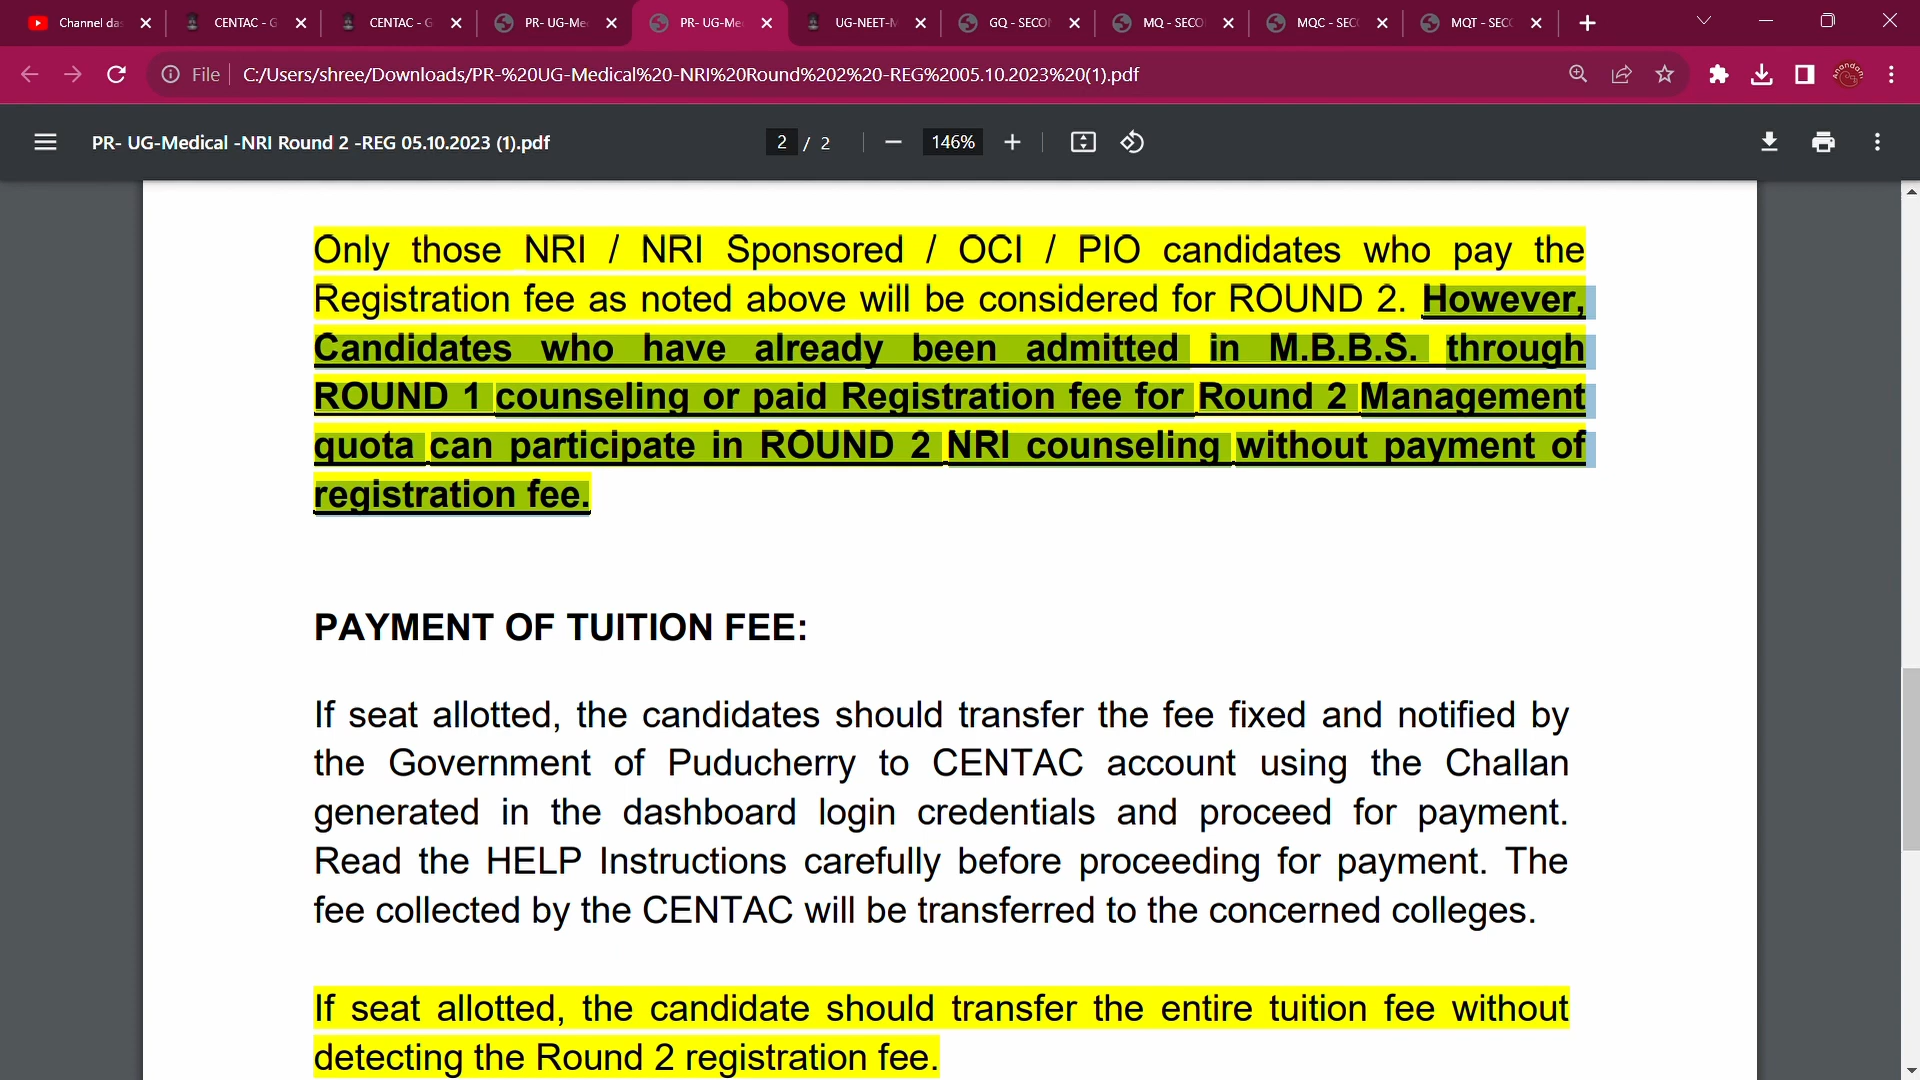 Channel da CENTAC - G CENTAC - G PR- UG-Me PR- UG-Me UG-NEET-M GQ - SECO MQ - SECO MQC - SEC MQT - SEC
File C:/Users/shree/Downloads/PR-%20UG-Medical%20-NRI%20Round%202%20-REG%2005.10.2023%20(1).pdf
PR- UG-Medical -NRI Round 2 -REG 05.10.2023 (1).pdf 2 / 2 146%
Only those NRI / NRI Sponsored / OCI / PIO candidates who pay the
Registration fee as noted above will be considered for ROUND 2. However,
Candidates who have already been admitted in M.B.B.S. through
ROUND 1 counseling or paid Registration fee for Round 2 Management
quota can participate in ROUND 2 NRI counseling without payment of
registration fee.
PAYMENT OF TUITION FEE:
If seat allotted, the candidates should transfer the fee fixed and notified by
the Government of Puducherry to CENTAC account using the Challan
generated in the dashboard login credentials and proceed for payment.
Read the HELP Instructions carefully before proceeding for payment. The
fee collected by the CENTAC will be transferred to the concerned colleges.
If seat allotted, the candidate should transfer the entire tuition fee without
detecting the Round 2 registration fee.